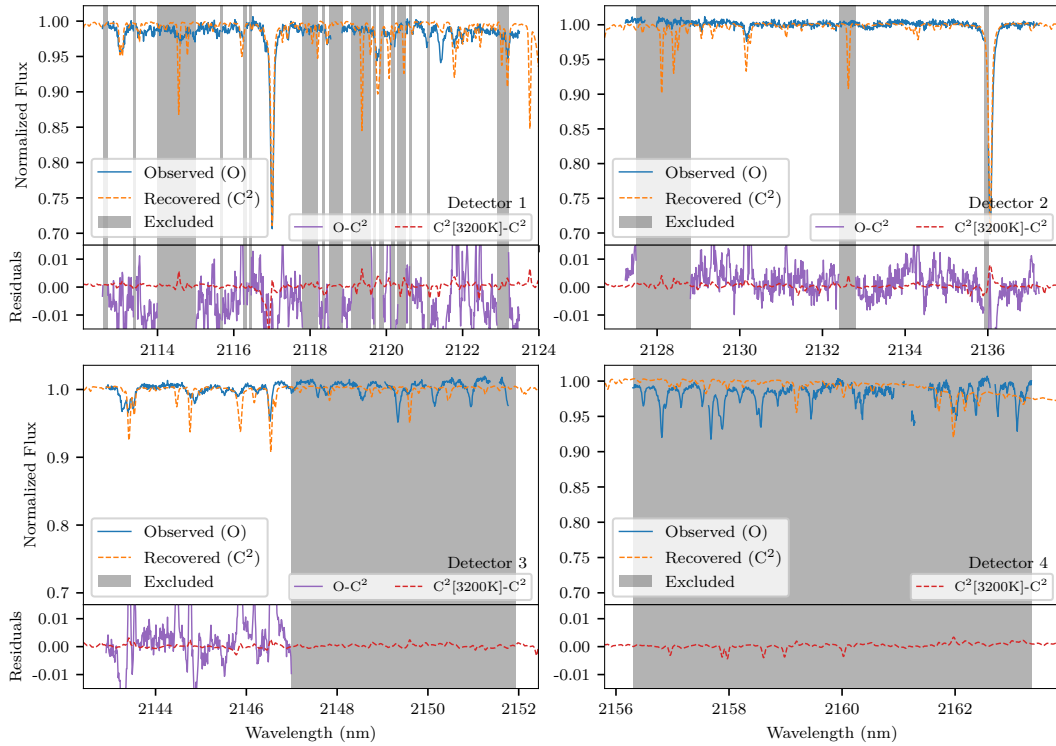 Normalized Flux
1.00
0.95
0.90
0.85
0.80
0.75
0.70
Observed (O)
Recovered (C²)
Excluded
Detector 1
O-C² C²[3200K]-C²
Residuals
0.01
0.00
-0.01
2114 2116 2118 2120 2122 2124
1.00
0.95
0.90
0.85
0.80
0.75
0.70
Observed (O)
Recovered (C²)
Excluded
Detector 2
O-C² C²[3200K]-C²
0.01
0.00
-0.01
2128 2130 2132 2134 2136
Normalized Flux
1.0
0.9
0.8
0.7
Observed (O)
Recovered (C²)
Excluded
Detector 3
O-C² C²[3200K]-C²
Residuals
0.01
0.00
-0.01
2144 2146 2148 2150 2152
Wavelength (nm)
1.00
0.95
0.90
0.85
0.80
0.75
0.70
Observed (O)
Recovered (C²)
Excluded
Detector 4
C²[3200K]-C²
0.01
0.00
-0.01
2156 2158 2160 2162
Wavelength (nm)